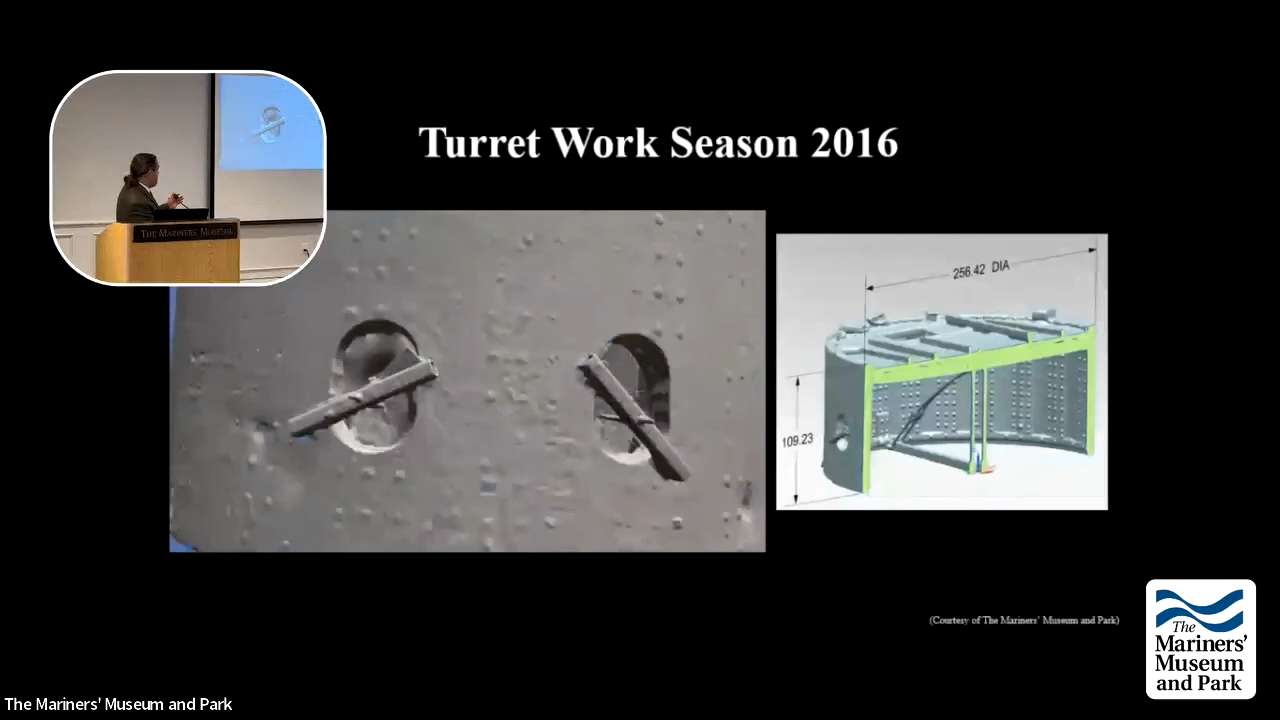 Turret Work Season 2016
THE MARINERS' MUSEUM
256.42 DIA
109.23
(Courtesy of The Mariners' Museum and Park)
The
Mariners'
Museum
and Park
The Mariners' Museum and Park